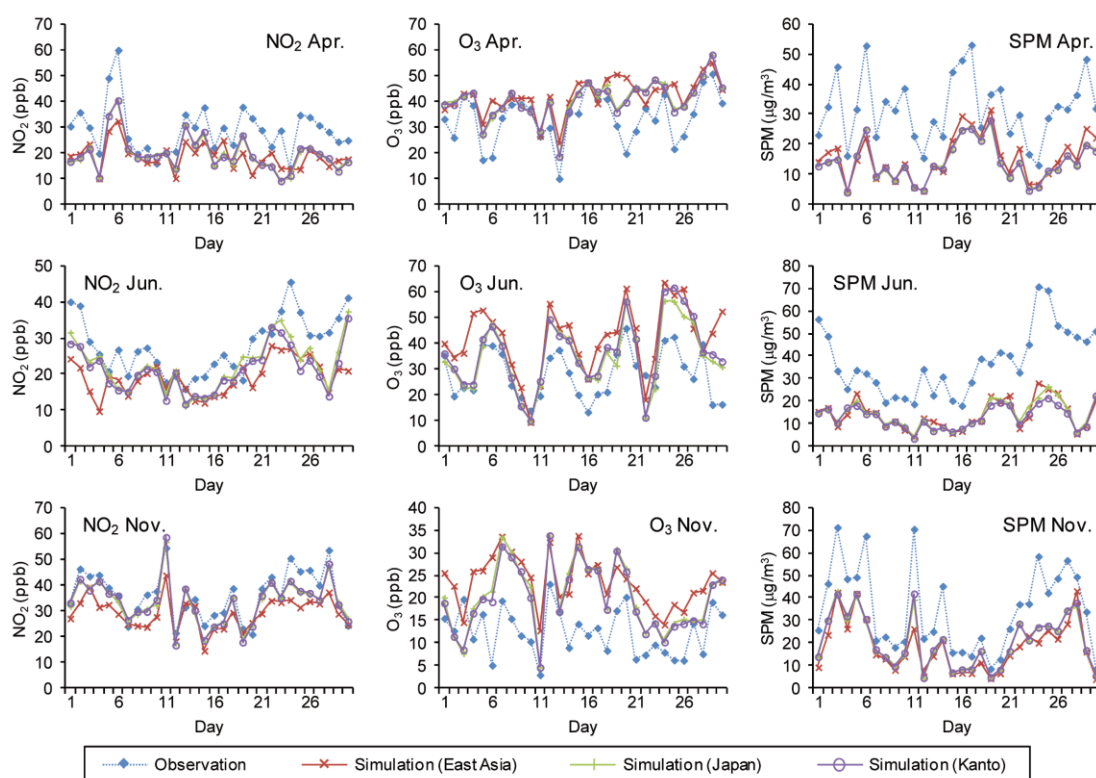 NO₂ Apr.
NO₂ (ppb)
70
60
50
40
30
20
10
0
1 6 11 16 21 26
Day
O₃ Apr.
O₃ (ppb)
70
60
50
40
30
20
10
0
1 6 11 16 21 26
Day
SPM Apr.
SPM (μg/m³)
60
50
40
30
20
10
0
1 6 11 16 21 26
Day
NO₂ Jun.
NO₂ (ppb)
50
40
30
20
10
0
1 6 11 16 21 26
Day
O₃ Jun.
O₃ (ppb)
70
60
50
40
30
20
10
0
1 6 11 16 21 26
Day
SPM Jun.
SPM (μg/m³)
80
70
60
50
40
30
20
10
0
1 6 11 16 21 26
Day
NO₂ Nov.
NO₂ (ppb)
70
60
50
40
30
20
10
0
1 6 11 16 21 26
Day
O₃ Nov.
O₃ (ppb)
40
35
30
25
20
15
10
5
0
1 6 11 16 21 26
Day
SPM Nov.
SPM (μg/m³)
80
70
60
50
40
30
20
10
0
1 6 11 16 21 26
Day
Observation Simulation (East Asia) Simulation (Japan) Simulation (Kanto)